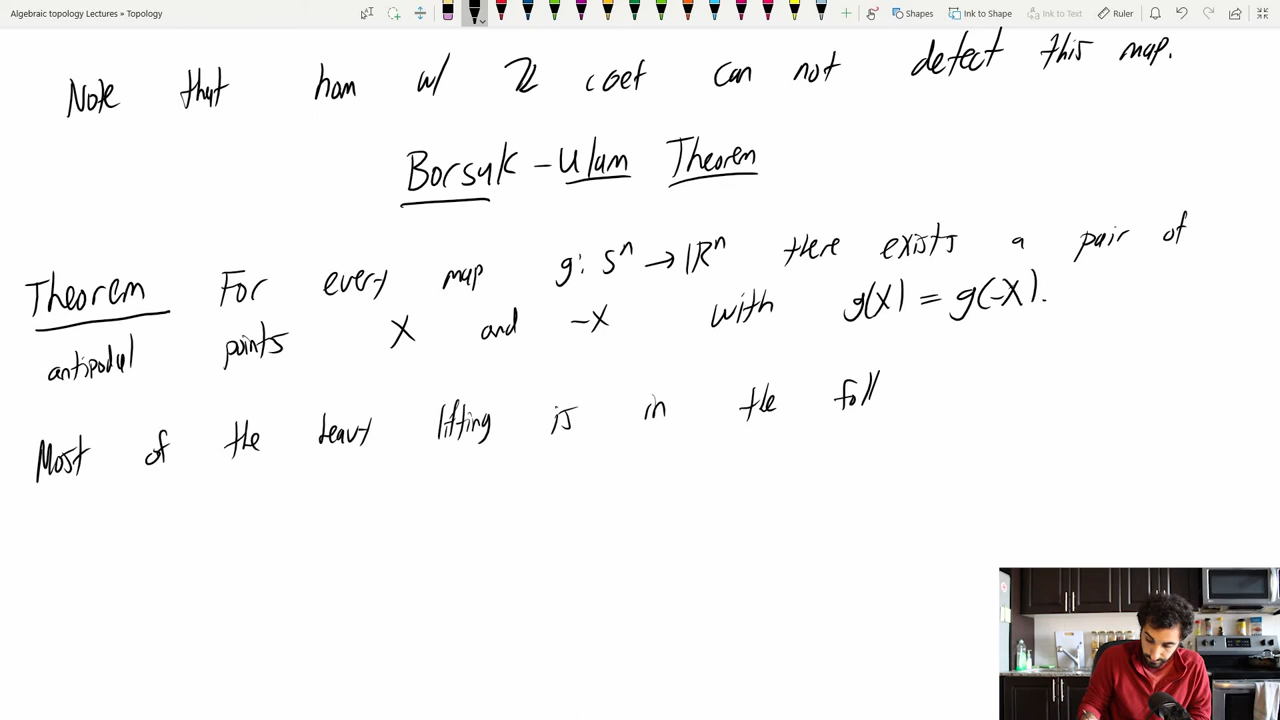 Algebraic topology Lectures » Topology
Shapes
Ink to Shape
Ink to Text
Ruler
Note that hom w/ ℤ coef can not detect this map.
Borsuk-Ulam Theorem
Theorem For every map g: Sⁿ → ℝⁿ there exists a pair of
antipodal points x and -x with g(x) = g(-x).
Most of the heavy lifting is in the foll